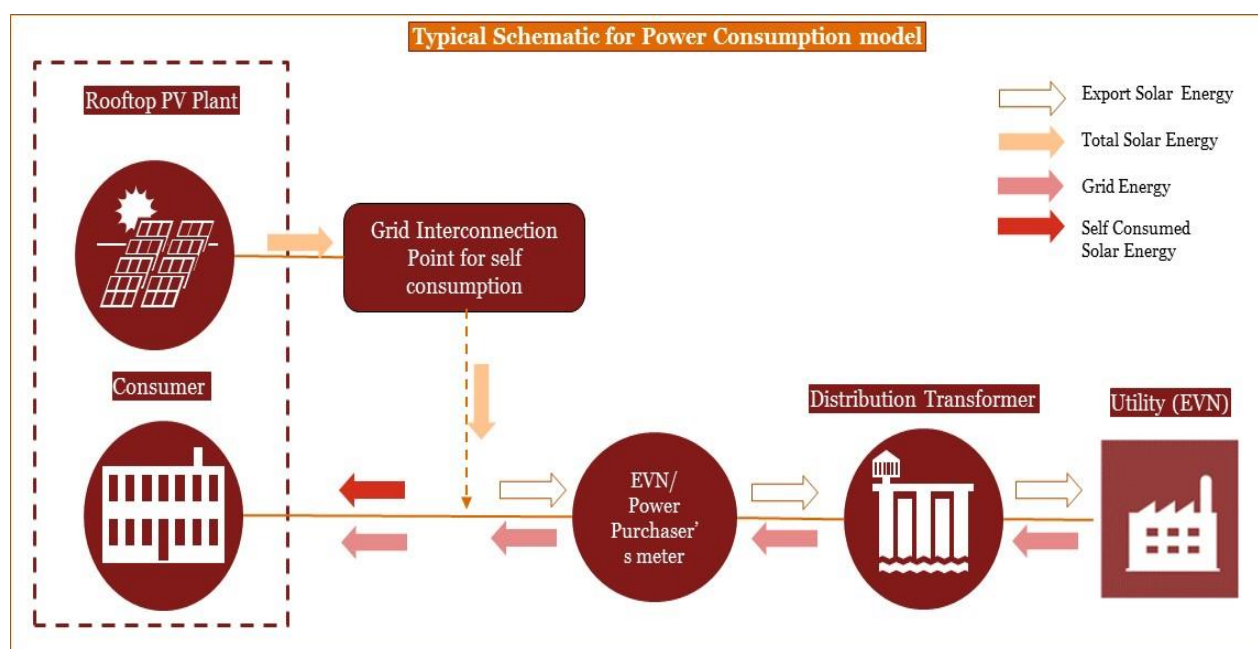 Typical Schematic for Power Consumption model
Rooftop PV Plant
Export Solar Energy
Total Solar Energy
Grid Energy
Self Consumed
Solar Energy
Grid Interconnection
Point for self
consumption
Consumer
Distribution Transformer
Utility (EVN)
EVN/
Power
Purchaser’
s meter